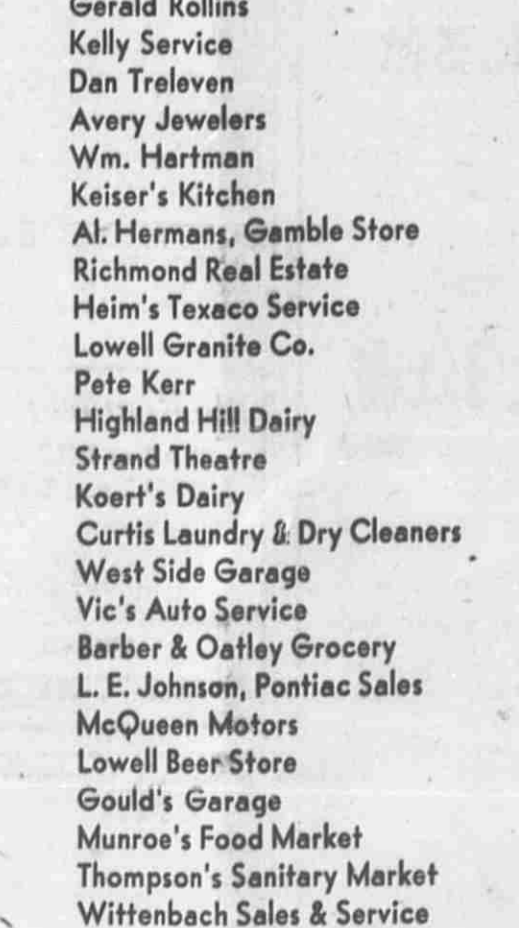 Gerald Rollins
Kelly Service
Dan Treleven
Avery Jewelers
Wm. Hartman
Keiser's Kitchen
Al. Hermans, Gamble Store
Richmond Real Estate
Heim's Texaco Service
Lowell Granite Co.
Pete Kerr
Highland Hill Dairy
Strand Theatre
Koert's Dairy
Curtis Laundry & Dry Cleaners
West Side Garage
Vic's Auto Service
Barber & Oatley Grocery
L. E. Johnson, Pontiac Sales
McQueen Motors
Lowell Beer Store
Gould's Garage
Munroe's Food Market
Thompson's Sanitary Market
Wittenbach Sales & Service